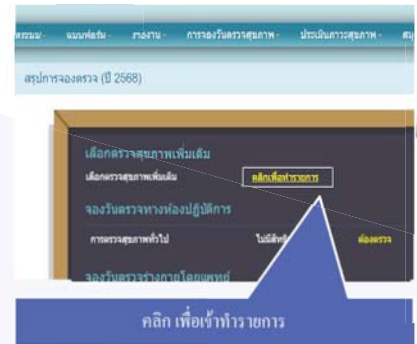 แบบฟอร์ม รายงาน การจองวันตรวจสุขภาพ ประเมินภาวะสุขภาพ
สรุปการจองตรวจ (ปี 2568)
เลือกตรวจสุขภาพเพิ่มเติม
เลือกตรวจสุขภาพเพิ่มเติม คลิกเพื่อทำรายการ
จองวันตรวจทางห้องปฏิบัติการ
การตรวจสุขภาพทั่วไป ต้องตรวจ
จองวันตรวจร่างกายโดยแพทย์
คลิก เพื่อเข้าทำรายการ